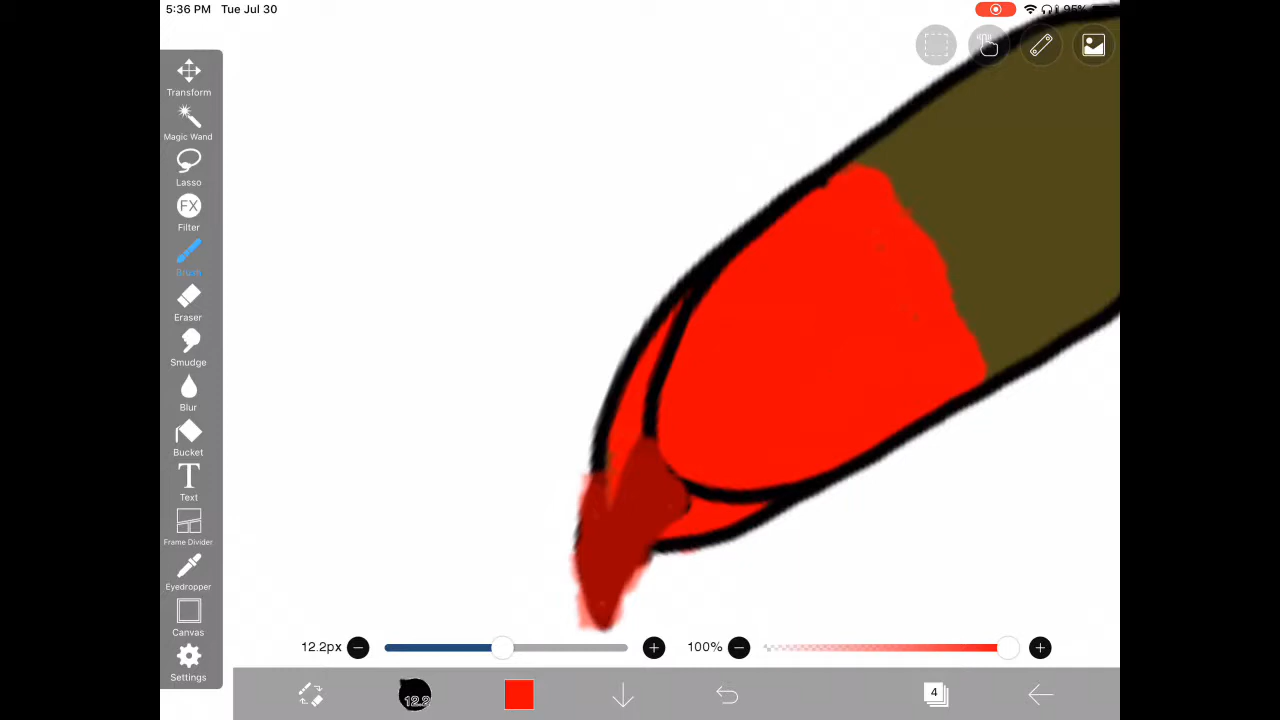 5:36 PM Tue Jul 30
95%
Transform
Magic Wand
Lasso
FX
Filter
Brush
Eraser
Smudge
Blur
Bucket
T
Text
Frame Divider
Eyedropper
Canvas
Settings
12.2px
100%
12.2
4